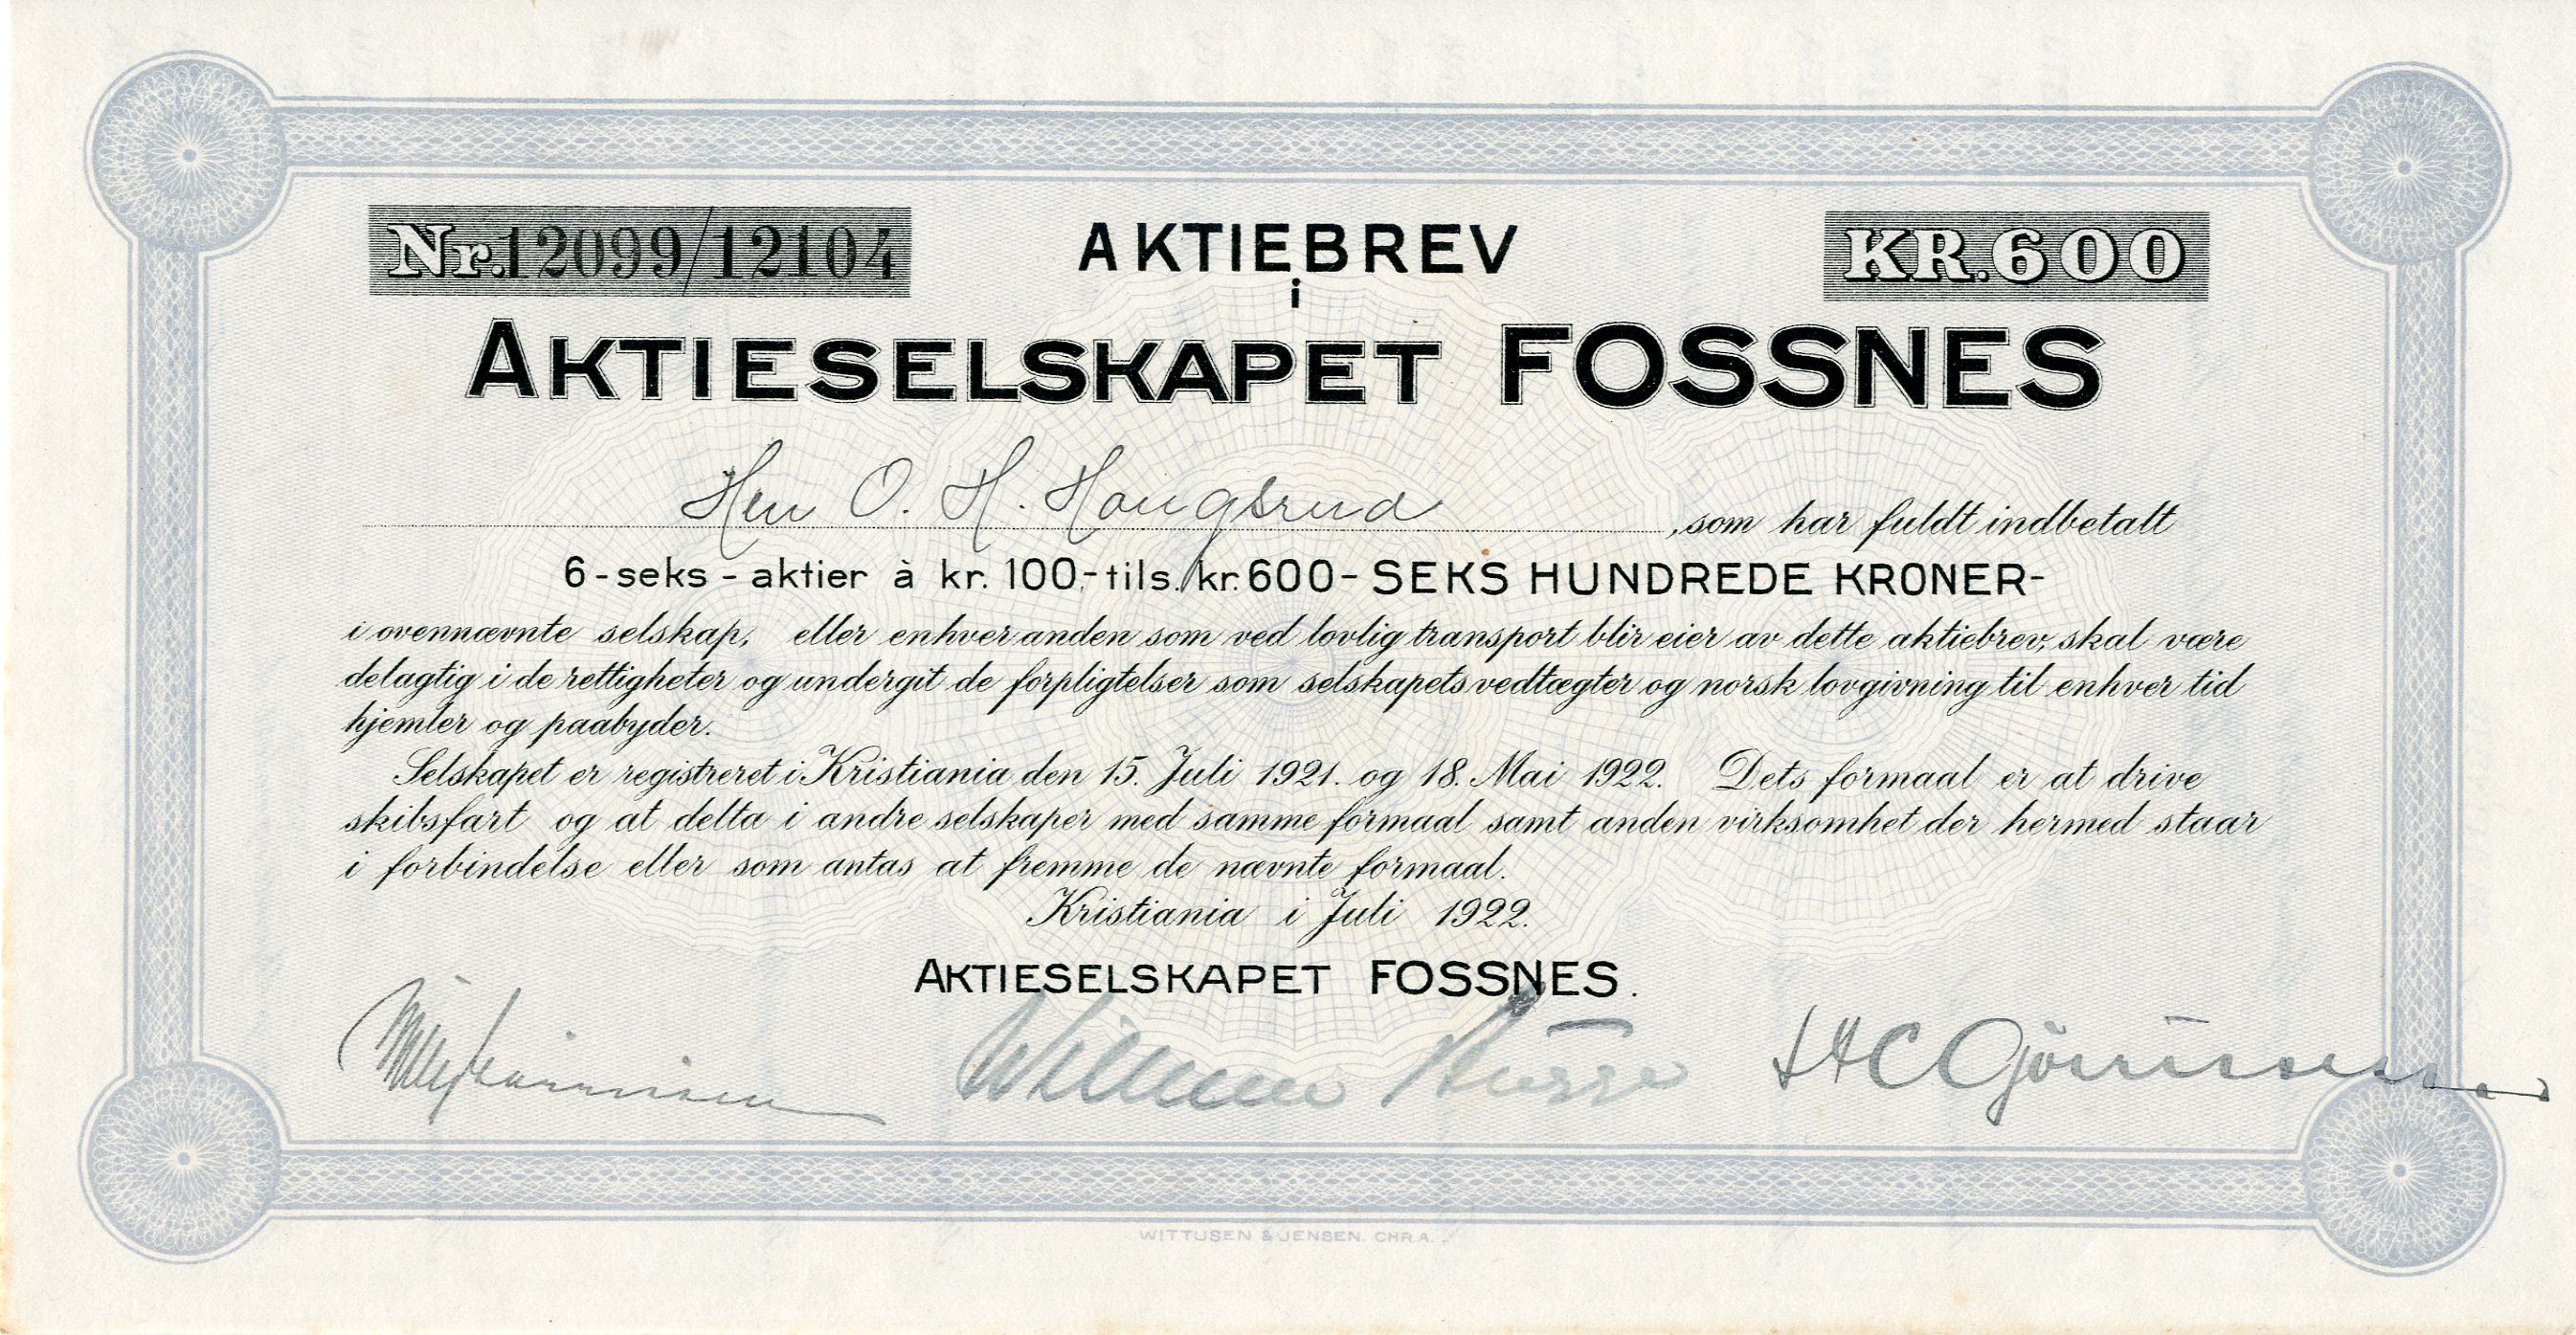 Nr. 12099/12104
AKTIEBREV
KR. 600
i
AKTIESELSKAPET FOSSNES
Herr O. H. Haugsrud, som har fuldt indbetalt
6-seks-aktier à kr. 100,- tils. kr. 600- SEKS HUNDREDE KRONER-
i ovennævnte selskap, eller enhver anden som ved lovlig transport blir eier av dette aktiebrev, skal være
delagtig i de rettigheter og undergit de forpligtelser som selskapets vedtægter og norsk lovgivning til enhver tid
hjemler og paabyder.
Selskapet er registreret i Kristiania den 15. Juli 1921. og 18. Mai 1922. Dets formaal er at drive
skibsfart og at delta i andre selskaper med samme formaal samt anden virksomhet der hermed staar
i forbindelse eller som antas at fremme de nævnte formaal.
Kristiania i Juli 1922.
AKTIESELSKAPET FOSSNES.
Wilhelm
WITTUSEN & JENSEN. CHR.A.